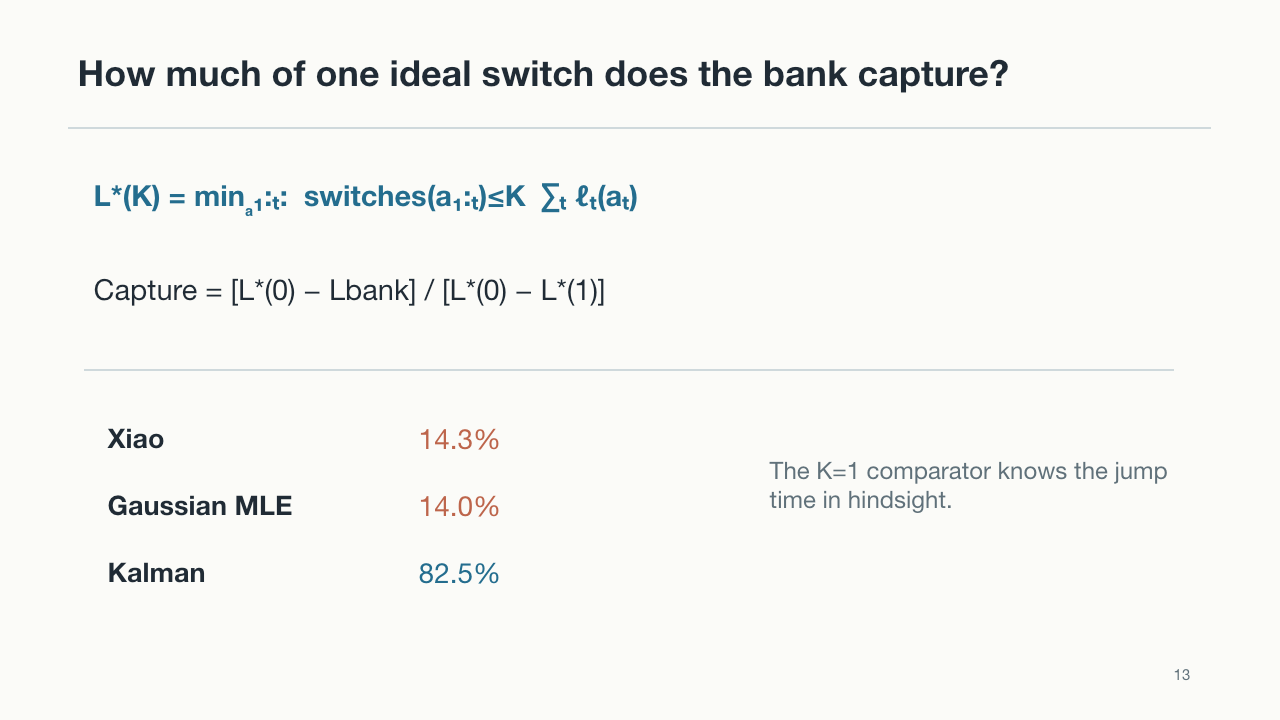 How much of one ideal switch does the bank capture?
L*(K) = minₐ₁:ₜ: switches(a₁:ₜ)≤K ∑ₜ ℓₜ(aₜ)
Capture = [L*(0) − Lbank] / [L*(0) − L*(1)]
Xiao 14.3%
Gaussian MLE 14.0%
Kalman 82.5%
The K=1 comparator knows the jump
time in hindsight.
13